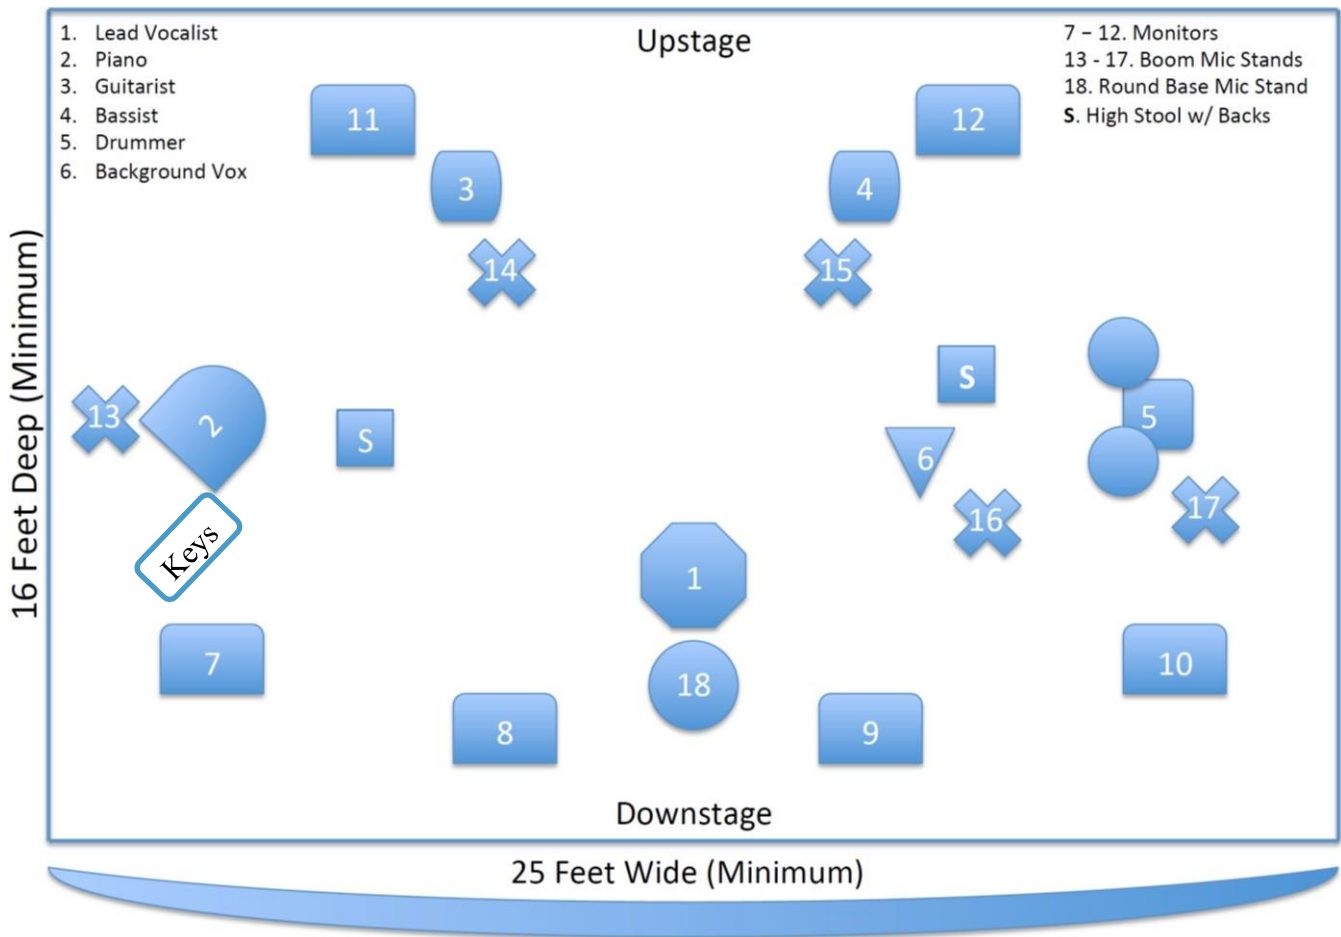 1. Lead Vocalist
2. Piano
3. Guitarist
4. Bassist
5. Drummer
6. Background Vox
Upstage
7 – 12. Monitors
13 - 17. Boom Mic Stands
18. Round Base Mic Stand
S. High Stool w/ Backs
11
12
3
4
14
15
16 Feet Deep (Minimum)
S
13
2
S
5
6
16
17
Keys
1
7
18
10
8
9
Downstage
25 Feet Wide (Minimum)